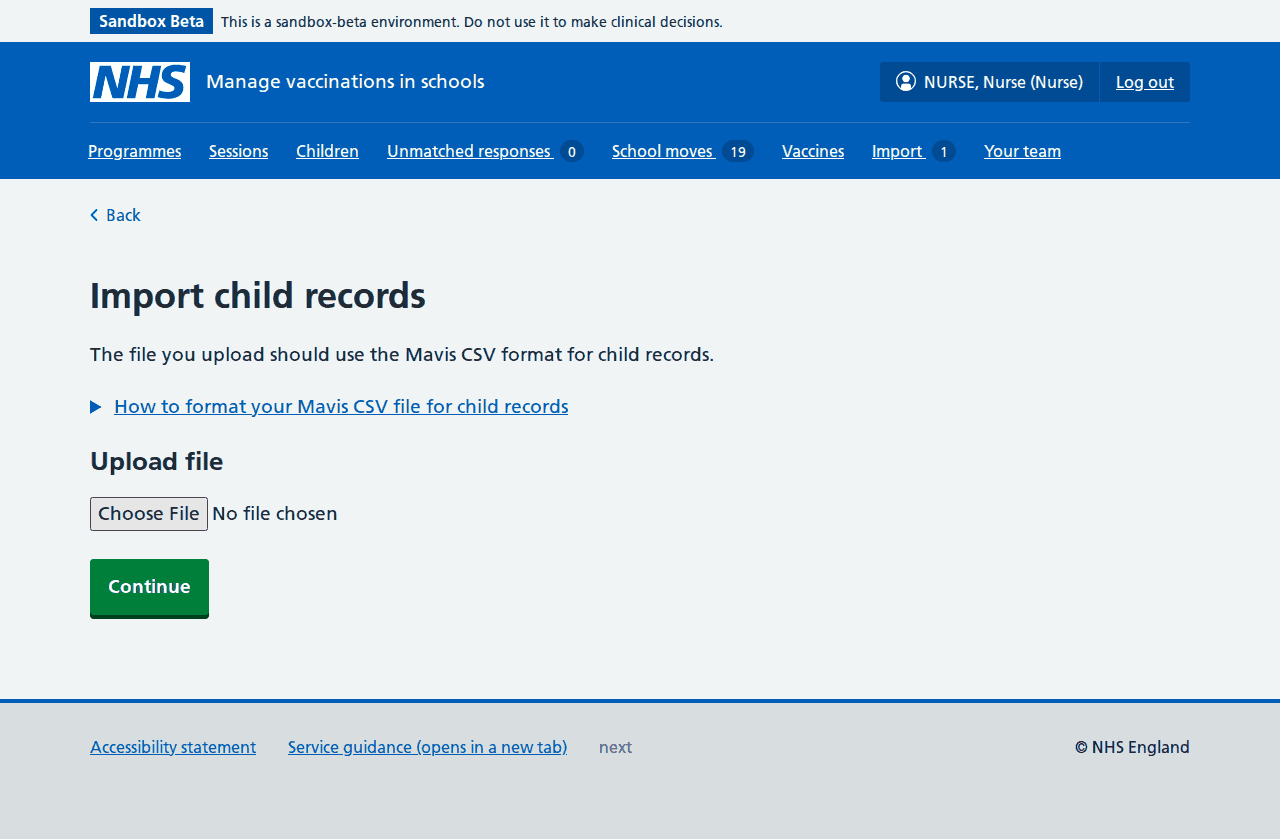 Sandbox Beta This is a sandbox-beta environment. Do not use it to make clinical decisions.
NHS Manage vaccinations in schools NURSE, Nurse (Nurse) Log out
Programmes Sessions Children Unmatched responses 0 School moves 19 Vaccines Import 1 Your team
Back
Import child records
The file you upload should use the Mavis CSV format for child records.
How to format your Mavis CSV file for child records
Upload file
Choose File No file chosen
Continue
Accessibility statement Service guidance (opens in a new tab) next © NHS England